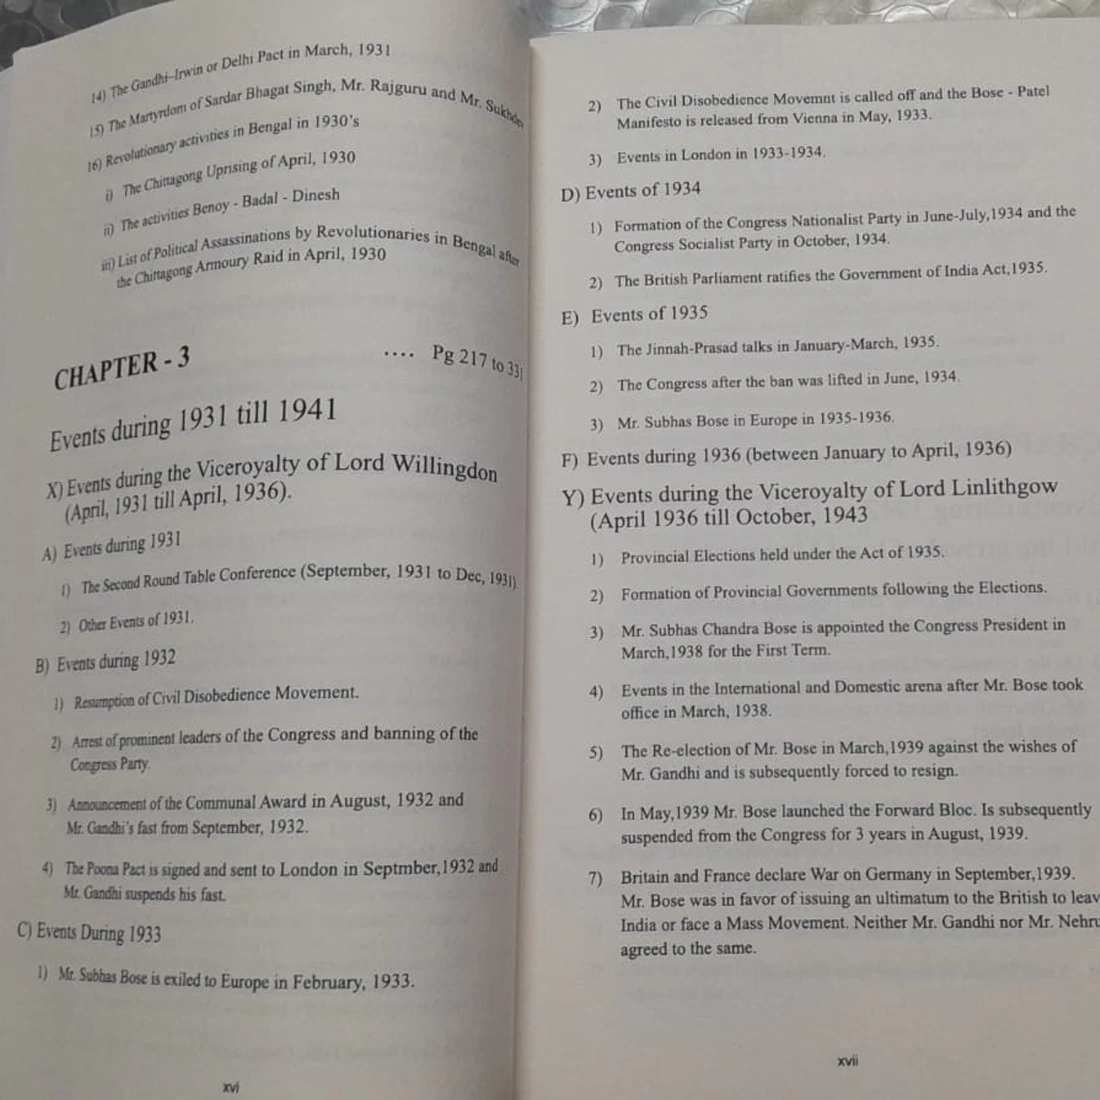 14) The Gandhi-Irwin or Delhi Pact in March, 1931
15) The Martyrdom of Sardar Bhagat Singh, Mr. Rajguru and Mr. Sukhdev
16) Revolutionary activities in Bengal in 1930's
i) The Chittagong Uprising of April, 1930
ii) The activities Benoy - Badal - Dinesh
iii) List of Political Assassinations by Revolutionaries in Bengal after
the Chittagong Armoury Raid in April, 1930
CHAPTER - 3 .... Pg 217 to 331
Events during 1931 till 1941
X) Events during the Viceroyalty of Lord Willingdon
(April, 1931 till April, 1936).
A) Events during 1931
1) The Second Round Table Conference (September, 1931 to Dec, 1931).
2) Other Events of 1931.
B) Events during 1932
1) Resumption of Civil Disobedience Movement.
2) Arrest of prominent leaders of the Congress and banning of the
Congress Party.
3) Announcement of the Communal Award in August, 1932 and
Mr. Gandhi's fast from September, 1932.
4) The Poona Pact is signed and sent to London in Septmber,1932 and
Mr. Gandhi suspends his fast.
C) Events During 1933
1) Mr. Subhas Bose is exiled to Europe in February, 1933.
xvi
2) The Civil Disobedience Movemnt is called off and the Bose - Patel
Manifesto is released from Vienna in May, 1933.
3) Events in London in 1933-1934.
D) Events of 1934
1) Formation of the Congress Nationalist Party in June-July,1934 and the
Congress Socialist Party in October, 1934.
2) The British Parliament ratifies the Government of India Act,1935.
E) Events of 1935
1) The Jinnah-Prasad talks in January-March, 1935.
2) The Congress after the ban was lifted in June, 1934.
3) Mr. Subhas Bose in Europe in 1935-1936.
F) Events during 1936 (between January to April, 1936)
Y) Events during the Viceroyalty of Lord Linlithgow
(April 1936 till October, 1943
1) Provincial Elections held under the Act of 1935.
2) Formation of Provincial Governments following the Elections.
3) Mr. Subhas Chandra Bose is appointed the Congress President in
March,1938 for the First Term.
4) Events in the International and Domestic arena after Mr. Bose took
office in March, 1938.
5) The Re-election of Mr. Bose in March,1939 against the wishes of
Mr. Gandhi and is subsequently forced to resign.
6) In May,1939 Mr. Bose launched the Forward Bloc. Is subsequently
suspended from the Congress for 3 years in August, 1939.
7) Britain and France declare War on Germany in September,1939.
Mr. Bose was in favor of issuing an ultimatum to the British to leav
India or face a Mass Movement. Neither Mr. Gandhi nor Mr. Nehru
agreed to the same.
xvii